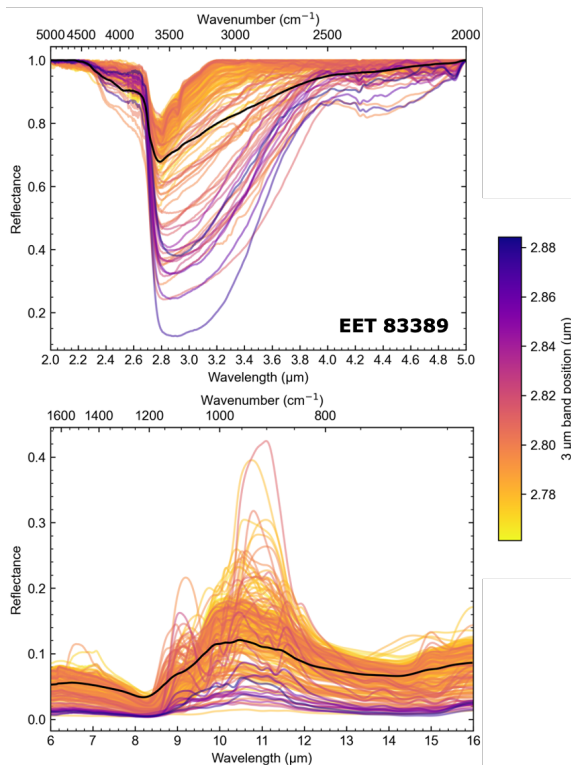 Wavenumber (cm⁻¹)
5000 4500 4000 3500 3000 2500 2000
1.0
0.8
0.6
0.4
0.2
Reflectance
EET 83389
2.0 2.2 2.4 2.6 2.8 3.0 3.2 3.4 3.6 3.8 4.0 4.2 4.4 4.6 4.8 5.0
Wavelength (μm)
Wavenumber (cm⁻¹)
1600 1400 1200 1000 800
0.4
0.3
0.2
0.1
0.0
Reflectance
6 7 8 9 10 11 12 13 14 15 16
Wavelength (μm)
2.88
2.86
2.84
2.82
2.80
2.78
3 μm band position (μm)